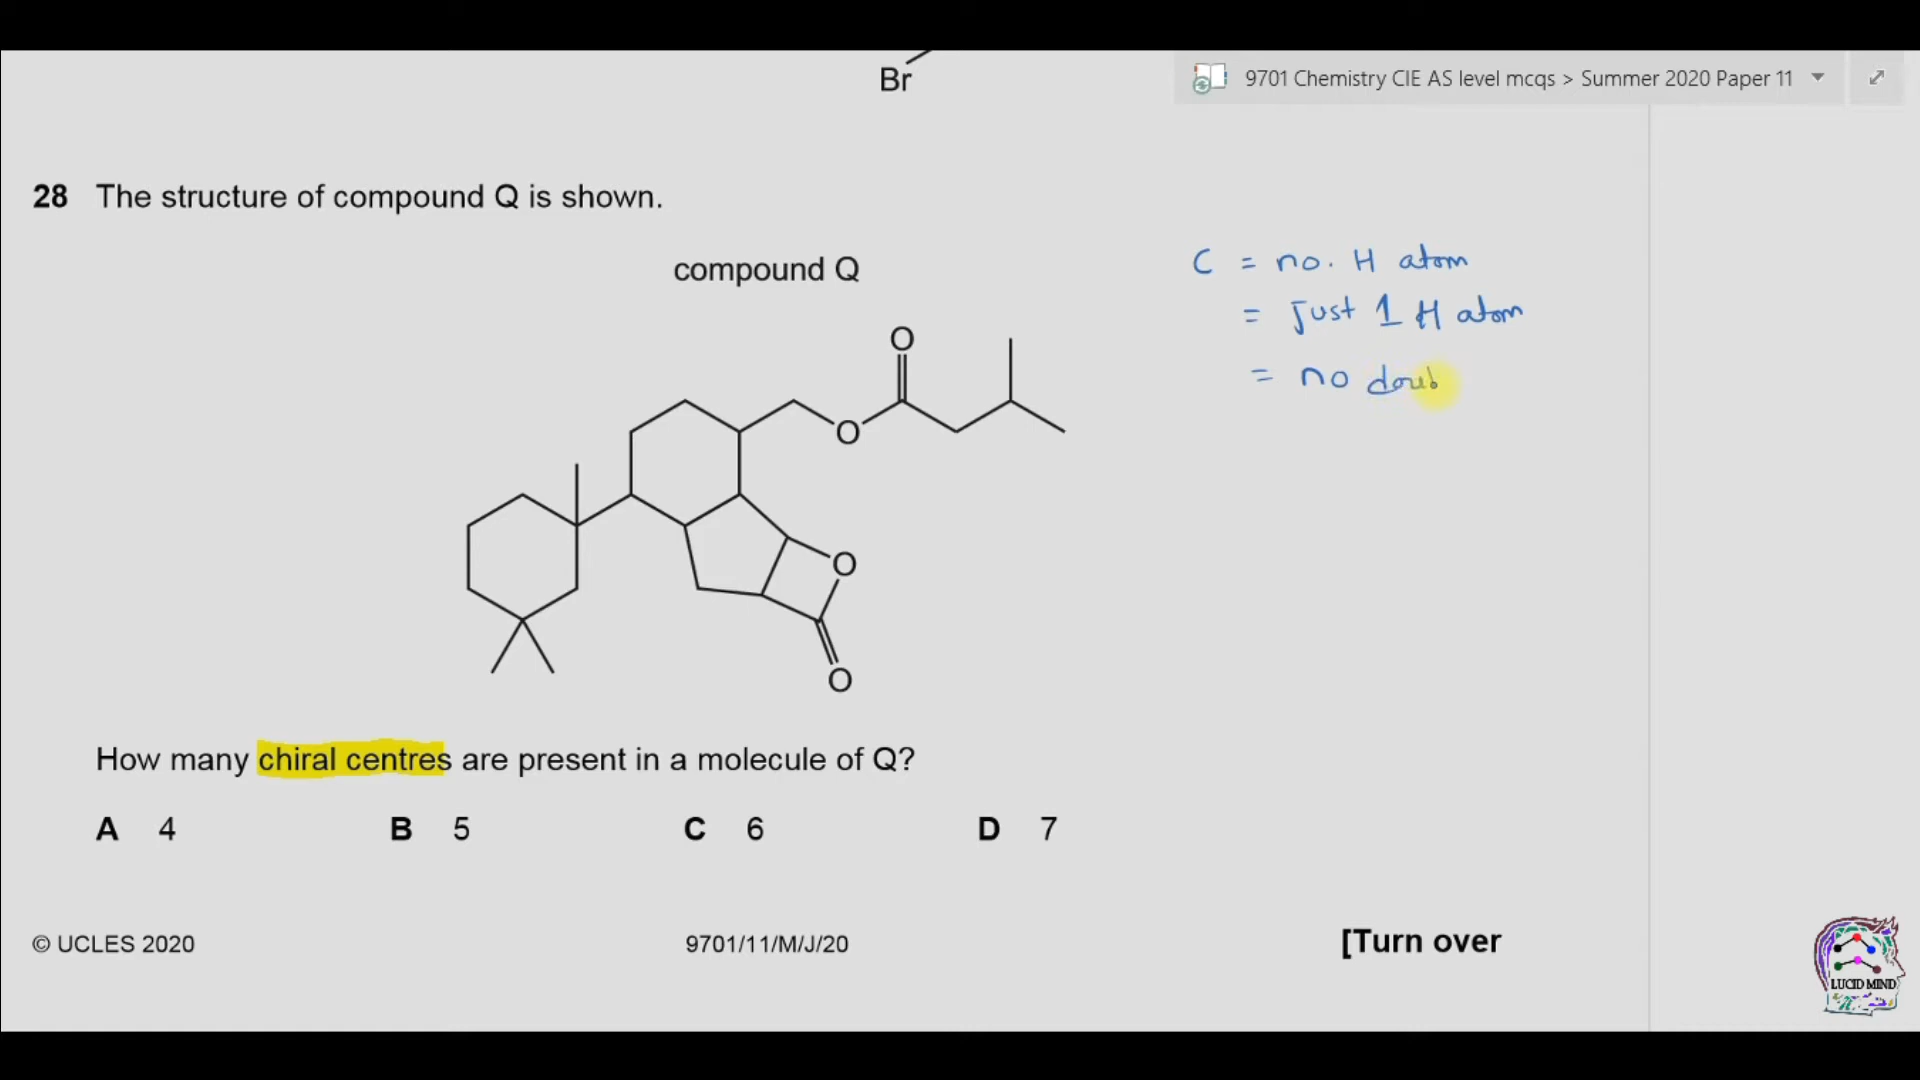 Br
9701 Chemistry CIE AS level mcqs > Summer 2020 Paper 11
28 The structure of compound Q is shown.
compound Q
C = no. H atom
= Just 1 H atom
= no doub
O
O
O
O
How many chiral centres are present in a molecule of Q?
A 4 B 5 C 6 D 7
© UCLES 2020 9701/11/M/J/20 [Turn over
LUCID MIND